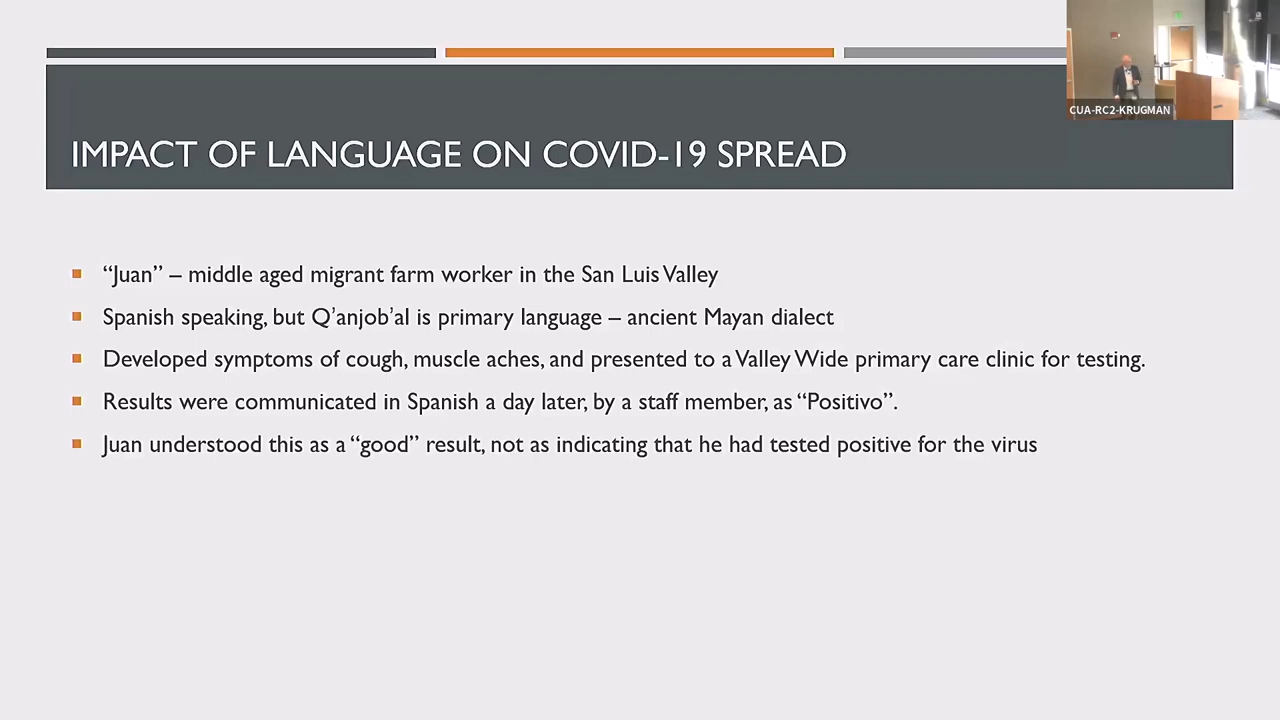 CUA-RC2-KRUGMAN
IMPACT OF LANGUAGE ON COVID-19 SPREAD
“Juan” – middle aged migrant farm worker in the San Luis Valley
Spanish speaking, but Q’anjob’al is primary language – ancient Mayan dialect
Developed symptoms of cough, muscle aches, and presented to a Valley Wide primary care clinic for testing.
Results were communicated in Spanish a day later, by a staff member, as “Positivo”.
Juan understood this as a “good” result, not as indicating that he had tested positive for the virus